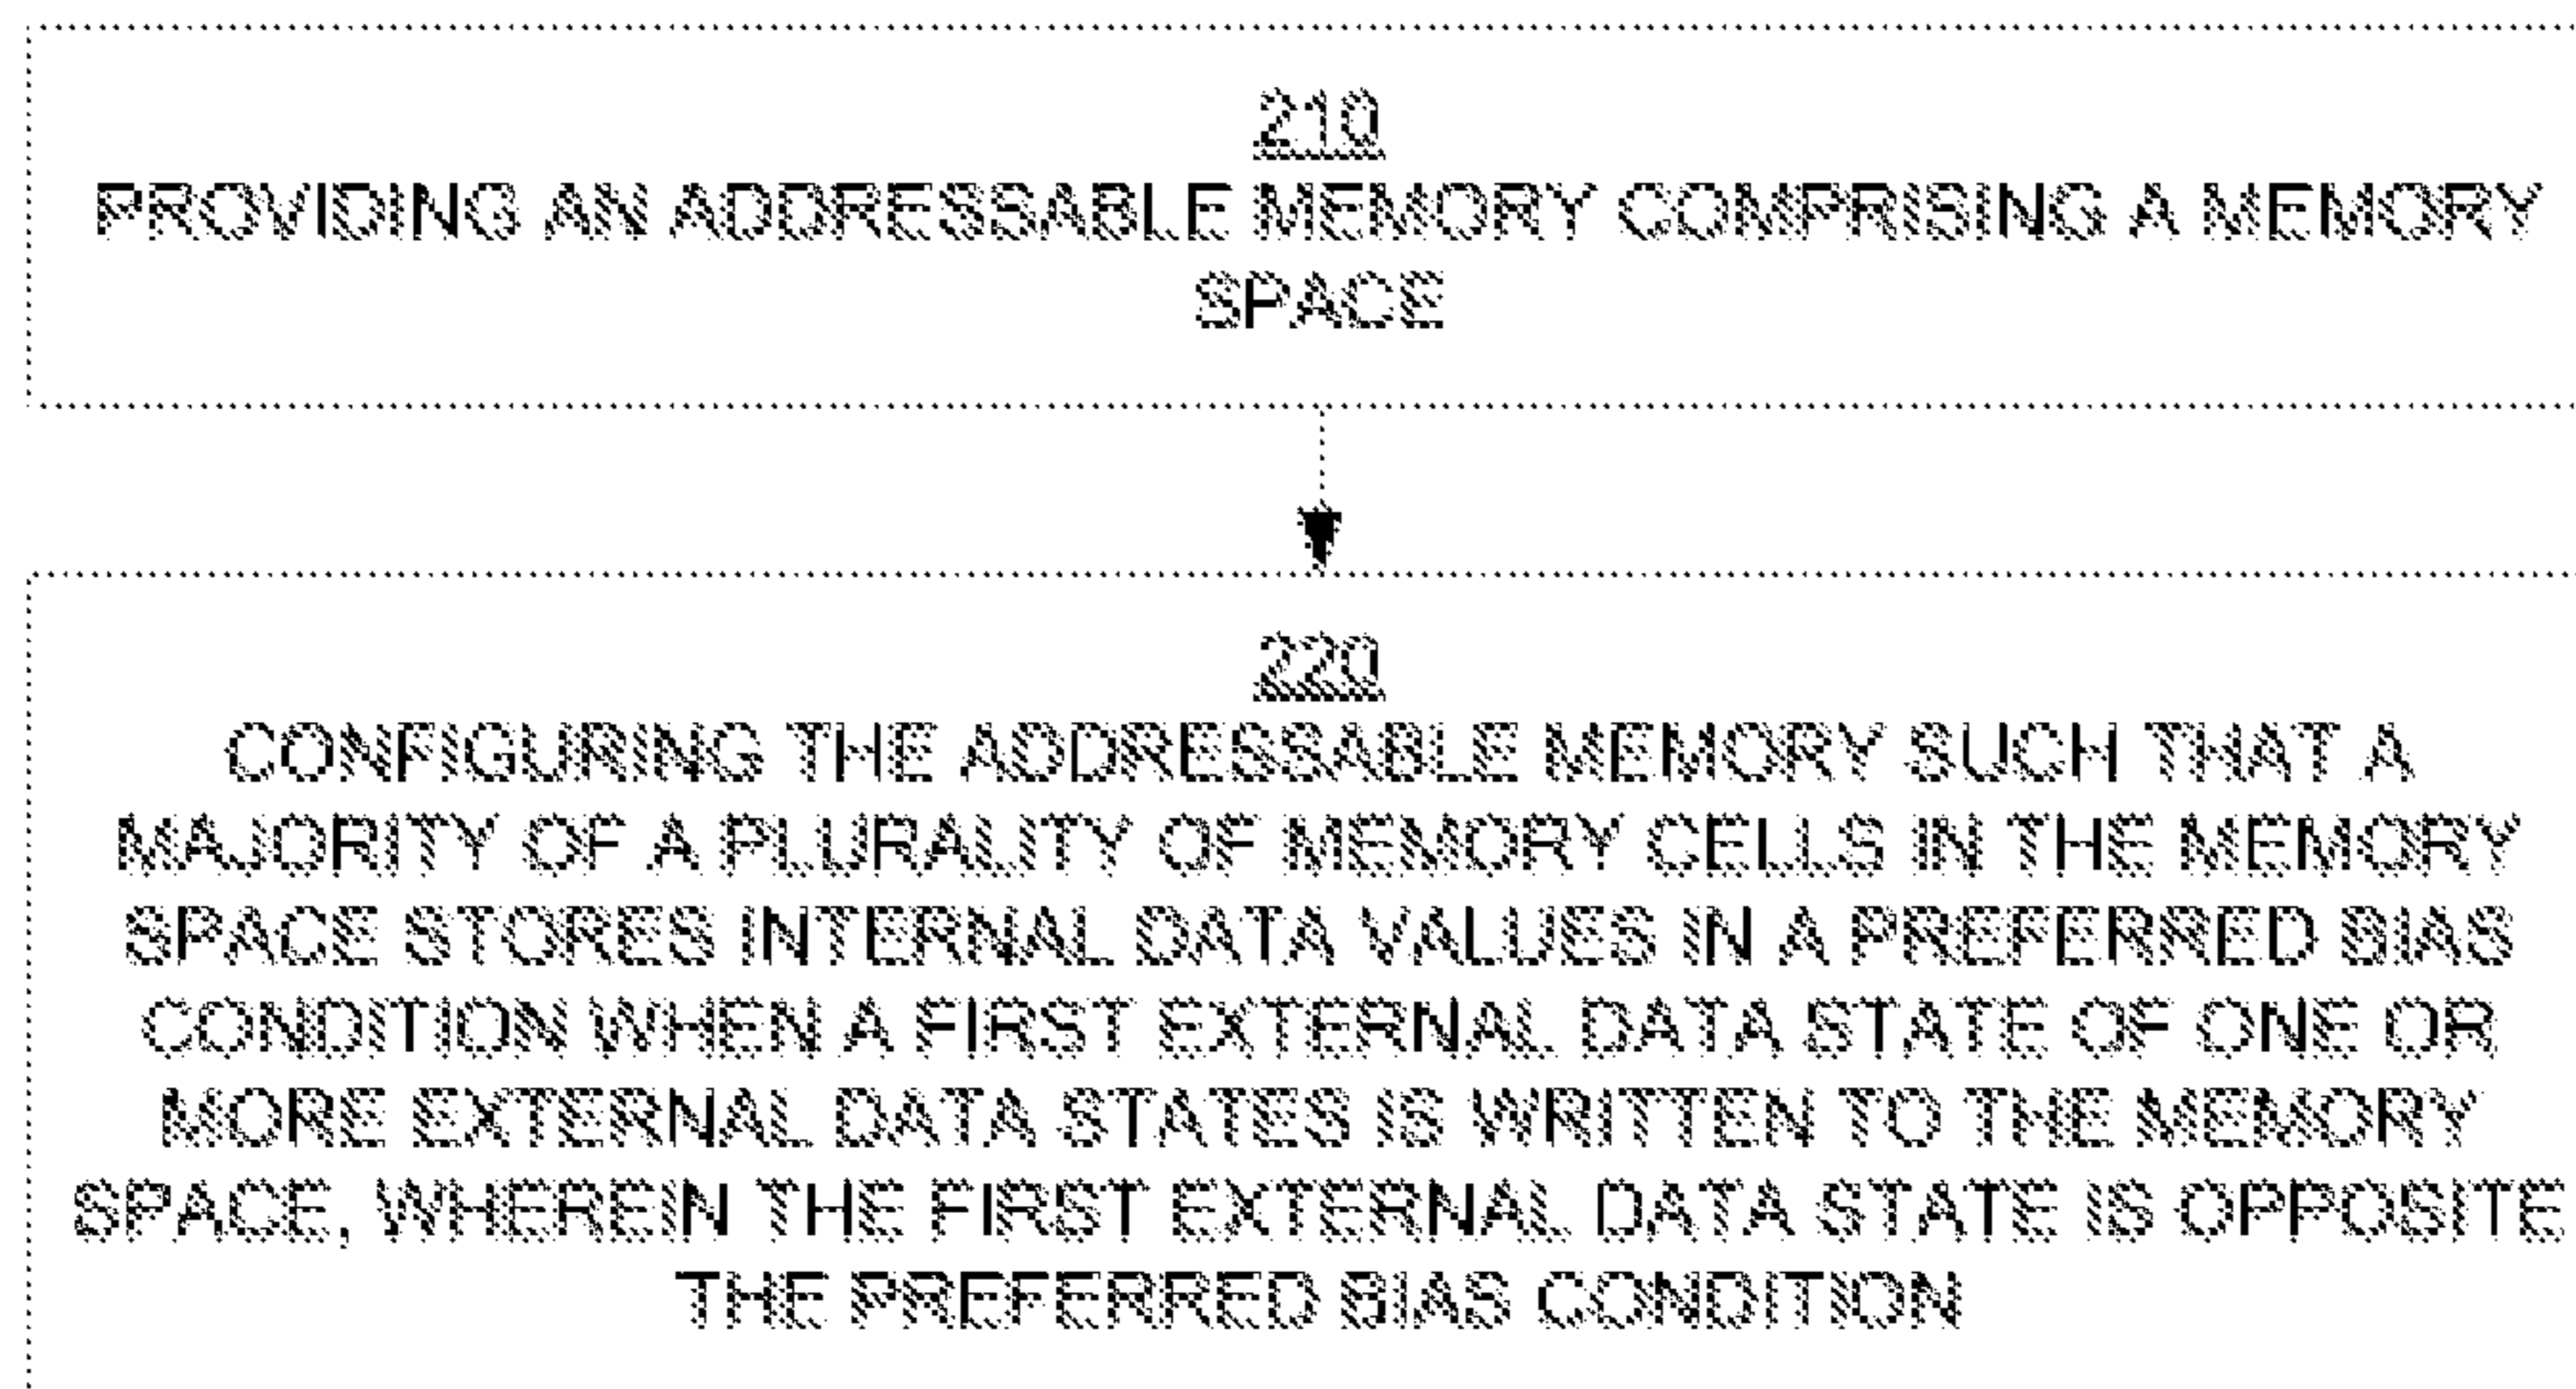 210
PROVIDING AN ADDRESSABLE MEMORY COMPRISING A MEMORY
SPACE
220
CONFIGURING THE ADDRESSABLE MEMORY SUCH THAT A
MAJORITY OF A PLURALITY OF MEMORY CELLS IN THE MEMORY
SPACE STORES INTERNAL DATA VALUES IN A PREFERRED BIAS
CONDITION WHEN A FIRST EXTERNAL DATA STATE OF ONE OR
MORE EXTERNAL DATA STATES IS WRITTEN TO THE MEMORY
SPACE, WHEREIN THE FIRST EXTERNAL DATA STATE IS OPPOSITE
THE PREFERRED BIAS CONDITION